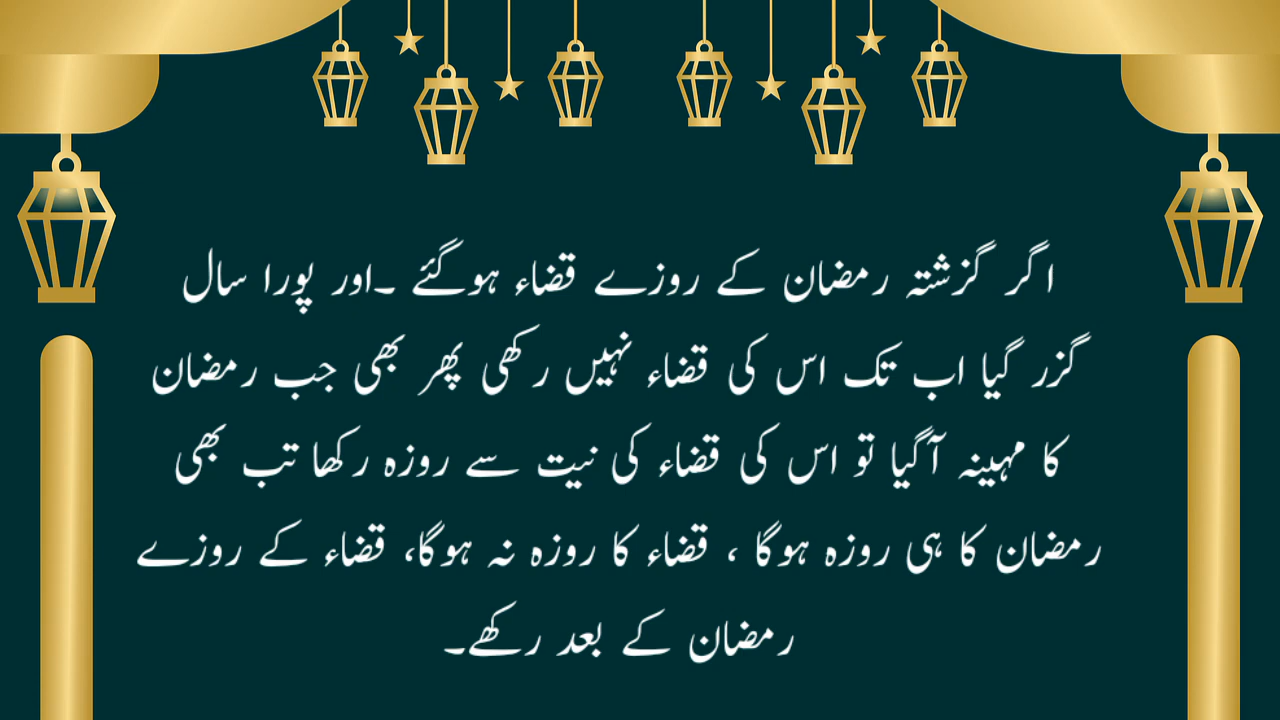 اگر گزشتہ رمضان کے روزے قضاء ہوگئے ۔اور پورا سال
گزر گیا اب تک اس کی قضاء نہیں رکھی پھر بھی جب رمضان
کا مہینہ آگیا تو اس کی قضاء کی نیت سے روزہ رکھا تب بھی
رمضان کا ہی روزہ ہوگا ، قضاء کا روزہ نہ ہوگا، قضاء کے روزے
رمضان کے بعد رکھے۔